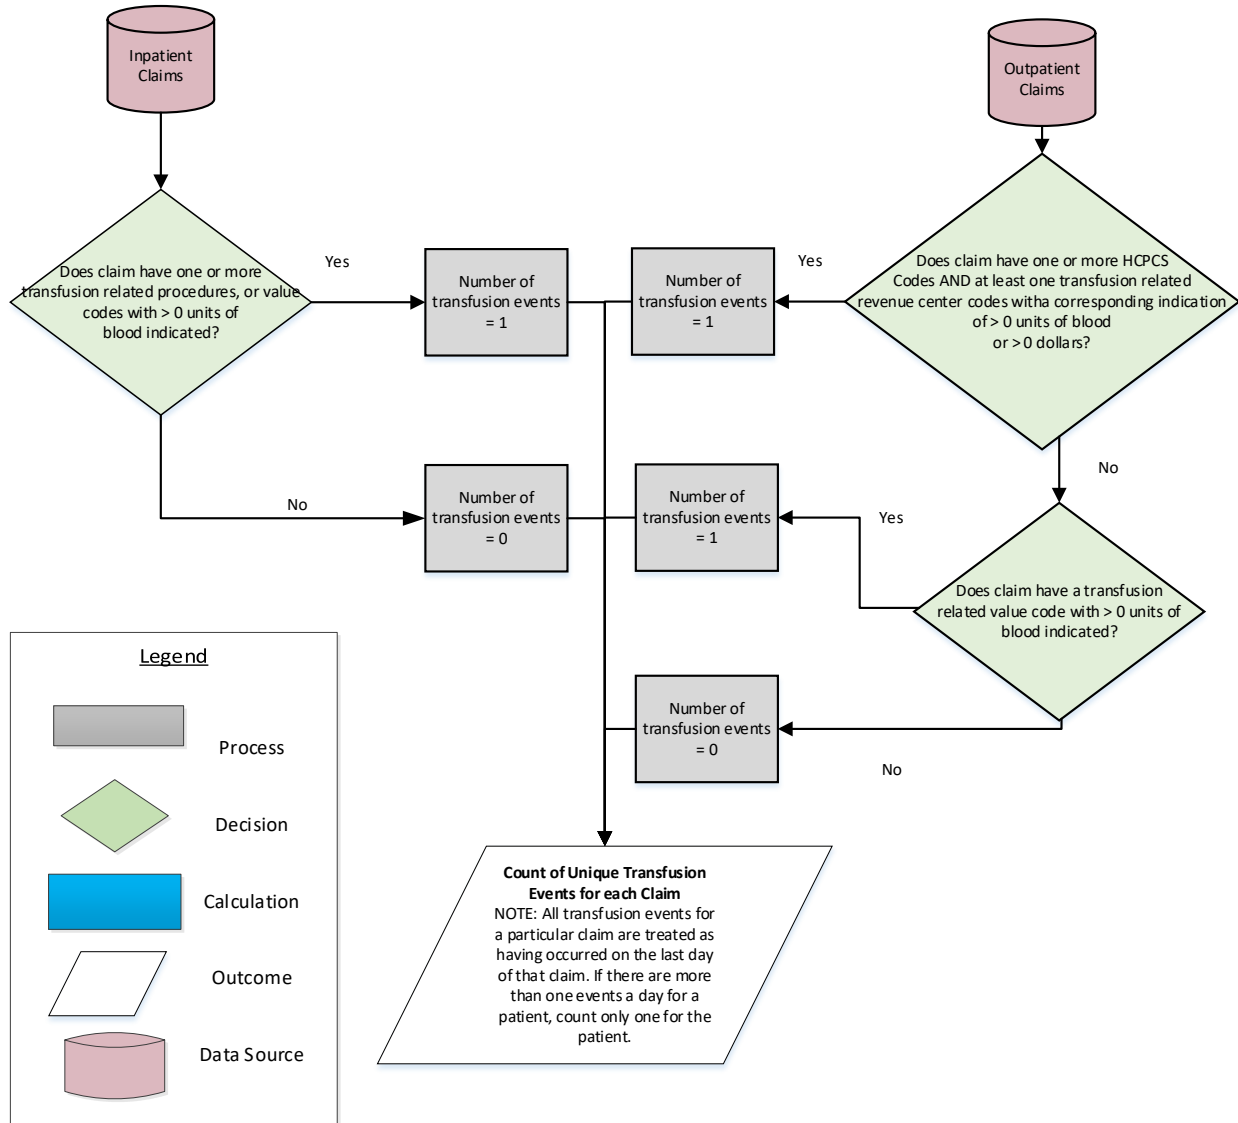 Inpatient
Claims
Outpatient
Claims
Does claim have one or more
transfusion related procedures, or value
codes with > 0 units of
blood indicated?
Yes
Number of
transfusion events
= 1
Number of
transfusion events
= 1
Yes
Does claim have one or more HCPCS
Codes AND at least one transfusion related
revenue center codes witha corresponding indication
of > 0 units of blood
or > 0 dollars?
No
No
Number of
transfusion events
= 0
Number of
transfusion events
= 1
Yes
Does claim have a transfusion
related value code with > 0 units of
blood indicated?
Number of
transfusion events
= 0
No
Legend
Process
Decision
Calculation
Outcome
Data Source
Count of Unique Transfusion
Events for each Claim
NOTE: All transfusion events for
a particular claim are treated as
having occurred on the last day
of that claim. If there are more
than one events a day for a
patient, count only one for the
patient.